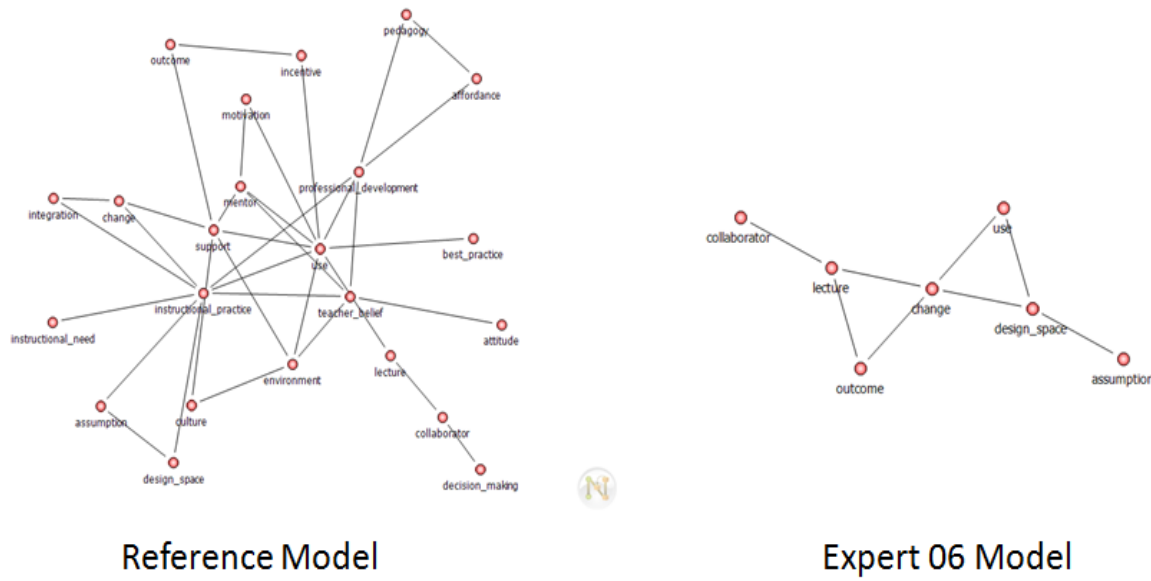 pedagogy
outcome
incentive
affordance
motivation
professional_development
mentor
integration
change
support
use
best_practice
instructional_practice
teacher_belief
instructional_need
attitude
environment
lecture
assumption
culture
collaborator
design_space
decision_making
Reference Model
use
collaborator
lecture
change
design_space
outcome
assumption
N
Expert 06 Model